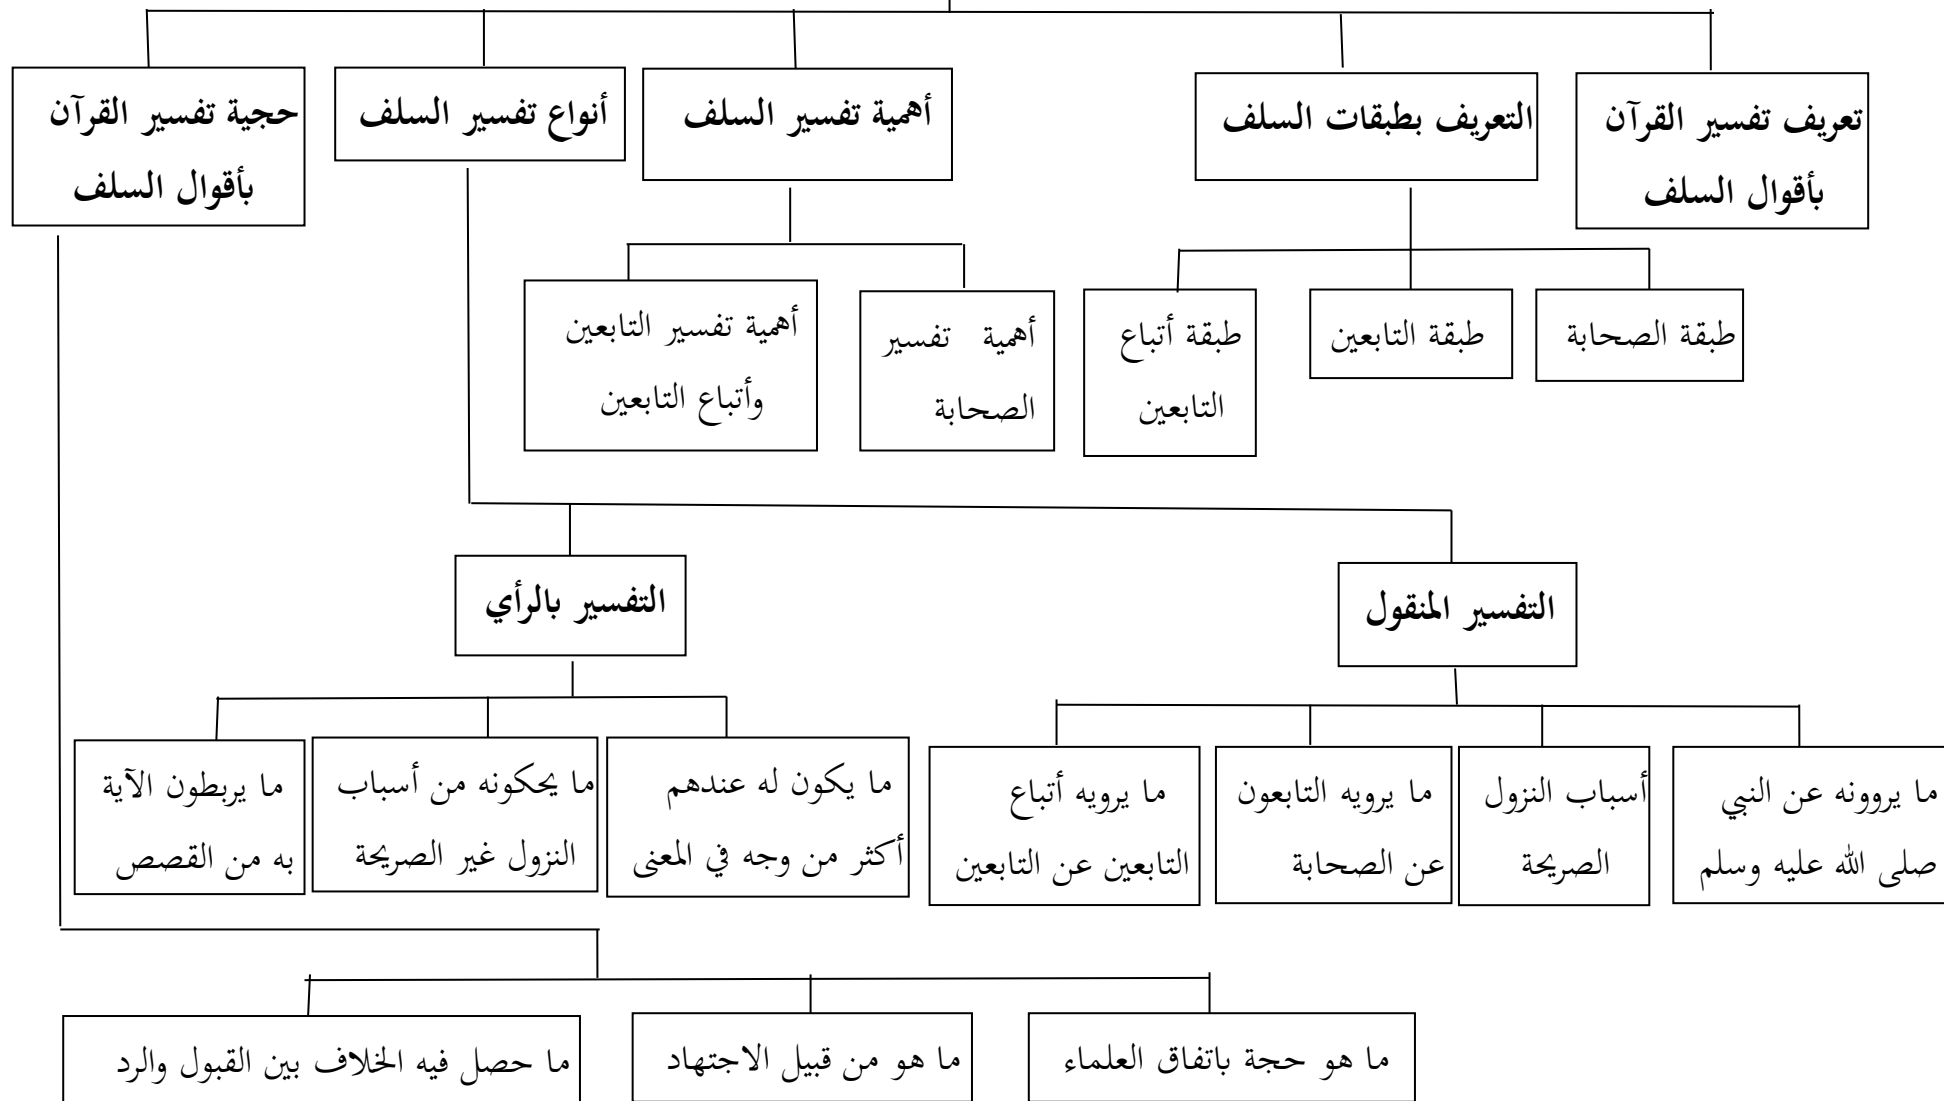 تعريف تفسير القرآن
بأقوال السلف
التعريف بطبقات السلف
أهمية تفسير السلف
أنواع تفسير السلف
حجية تفسير القرآن
بأقوال السلف
طبقة الصحابة
طبقة التابعين
طبقة أتباع
التابعين
أهمية تفسير
الصحابة
أهمية تفسير التابعين
وأتباع التابعين
التفسير المنقول
التفسير بالرأي
ما يروونه عن النبي
صلى الله عليه وسلم
أسباب النزول
الصريحة
ما يرويه التابعون
عن الصحابة
ما يرويه أتباع
التابعين عن التابعين
ما يكون له عندهم
أكثر من وجه في المعنى
ما يحكونه من أسباب
النزول غير الصريحة
ما يربطون الآية
به من القصص
ما هو حجة باتفاق العلماء
ما هو من قبيل الاجتهاد
ما حصل فيه الخلاف بين القبول والرد